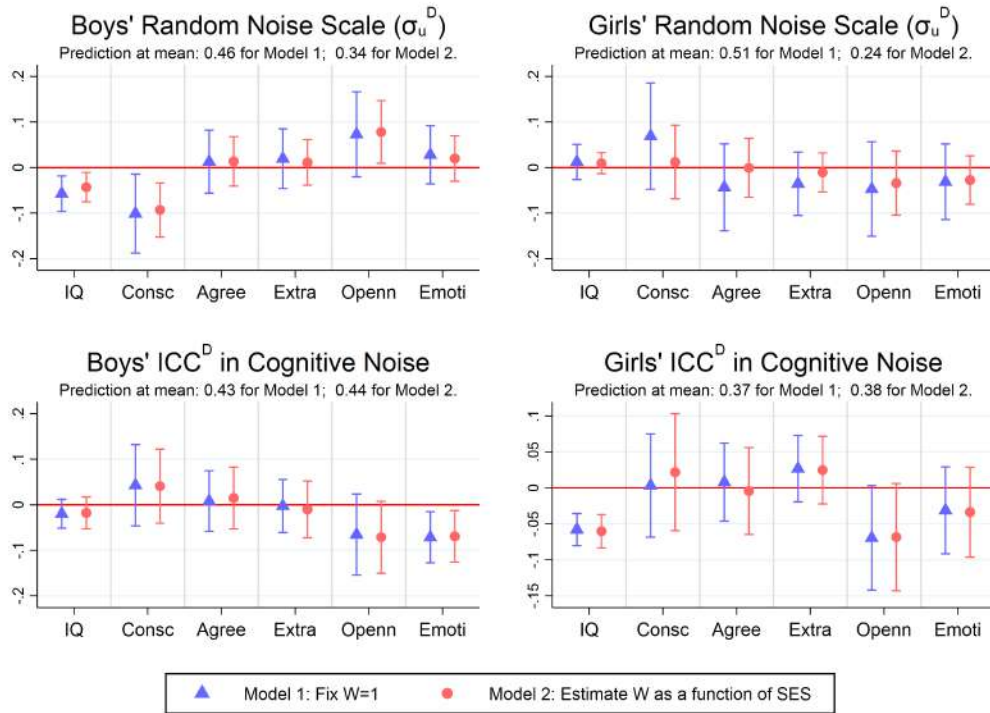 Boys' Random Noise Scale (σ_u^D)
Prediction at mean: 0.46 for Model 1; 0.34 for Model 2.
.2
.1
0
-.1
-.2
IQ Consc Agree Extra Openn Emoti
Girls' Random Noise Scale (σ_u^D)
Prediction at mean: 0.51 for Model 1; 0.24 for Model 2.
.2
.1
0
-.1
-.2
IQ Consc Agree Extra Openn Emoti
Boys' ICC^D in Cognitive Noise
Prediction at mean: 0.43 for Model 1; 0.44 for Model 2.
.2
.1
0
-.1
-.2
IQ Consc Agree Extra Openn Emoti
Girls' ICC^D in Cognitive Noise
Prediction at mean: 0.37 for Model 1; 0.38 for Model 2.
.1
.05
0
-.05
-.1
-.15
IQ Consc Agree Extra Openn Emoti
Model 1: Fix W=1 Model 2: Estimate W as a function of SES